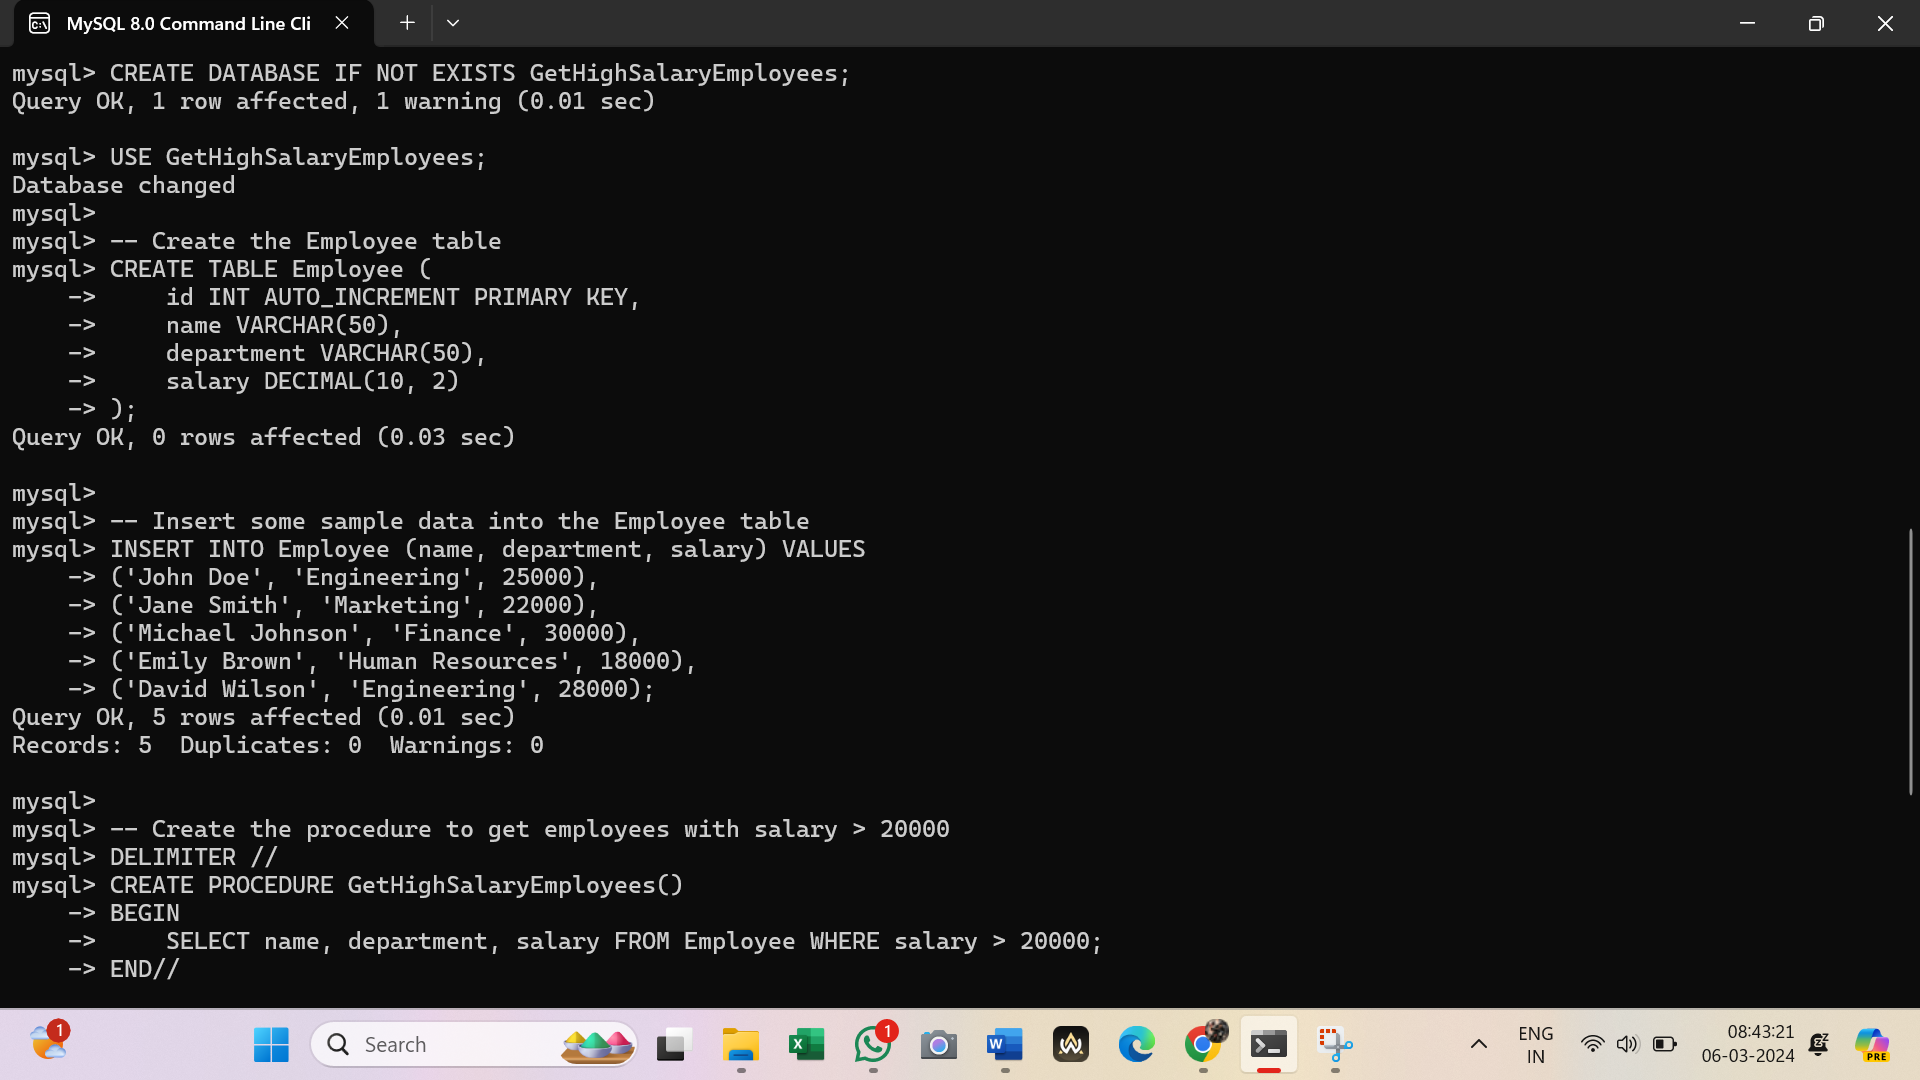 MySQL 8.0 Command Line Cli
mysql> CREATE DATABASE IF NOT EXISTS GetHighSalaryEmployees;
Query OK, 1 row affected, 1 warning (0.01 sec)
mysql> USE GetHighSalaryEmployees;
Database changed
mysql>
mysql> -- Create the Employee table
mysql> CREATE TABLE Employee (
    ->     id INT AUTO_INCREMENT PRIMARY KEY,
    ->     name VARCHAR(50),
    ->     department VARCHAR(50),
    ->     salary DECIMAL(10, 2)
    -> );
Query OK, 0 rows affected (0.03 sec)
mysql>
mysql> -- Insert some sample data into the Employee table
mysql> INSERT INTO Employee (name, department, salary) VALUES
    -> ('John Doe', 'Engineering', 25000),
    -> ('Jane Smith', 'Marketing', 22000),
    -> ('Michael Johnson', 'Finance', 30000),
    -> ('Emily Brown', 'Human Resources', 18000),
    -> ('David Wilson', 'Engineering', 28000);
Query OK, 5 rows affected (0.01 sec)
Records: 5  Duplicates: 0  Warnings: 0
mysql>
mysql> -- Create the procedure to get employees with salary > 20000
mysql> DELIMITER //
mysql> CREATE PROCEDURE GetHighSalaryEmployees()
    -> BEGIN
    ->     SELECT name, department, salary FROM Employee WHERE salary > 20000;
    -> END//
1
Search
1
ENG
IN
08:43:21
06-03-2024
PRE